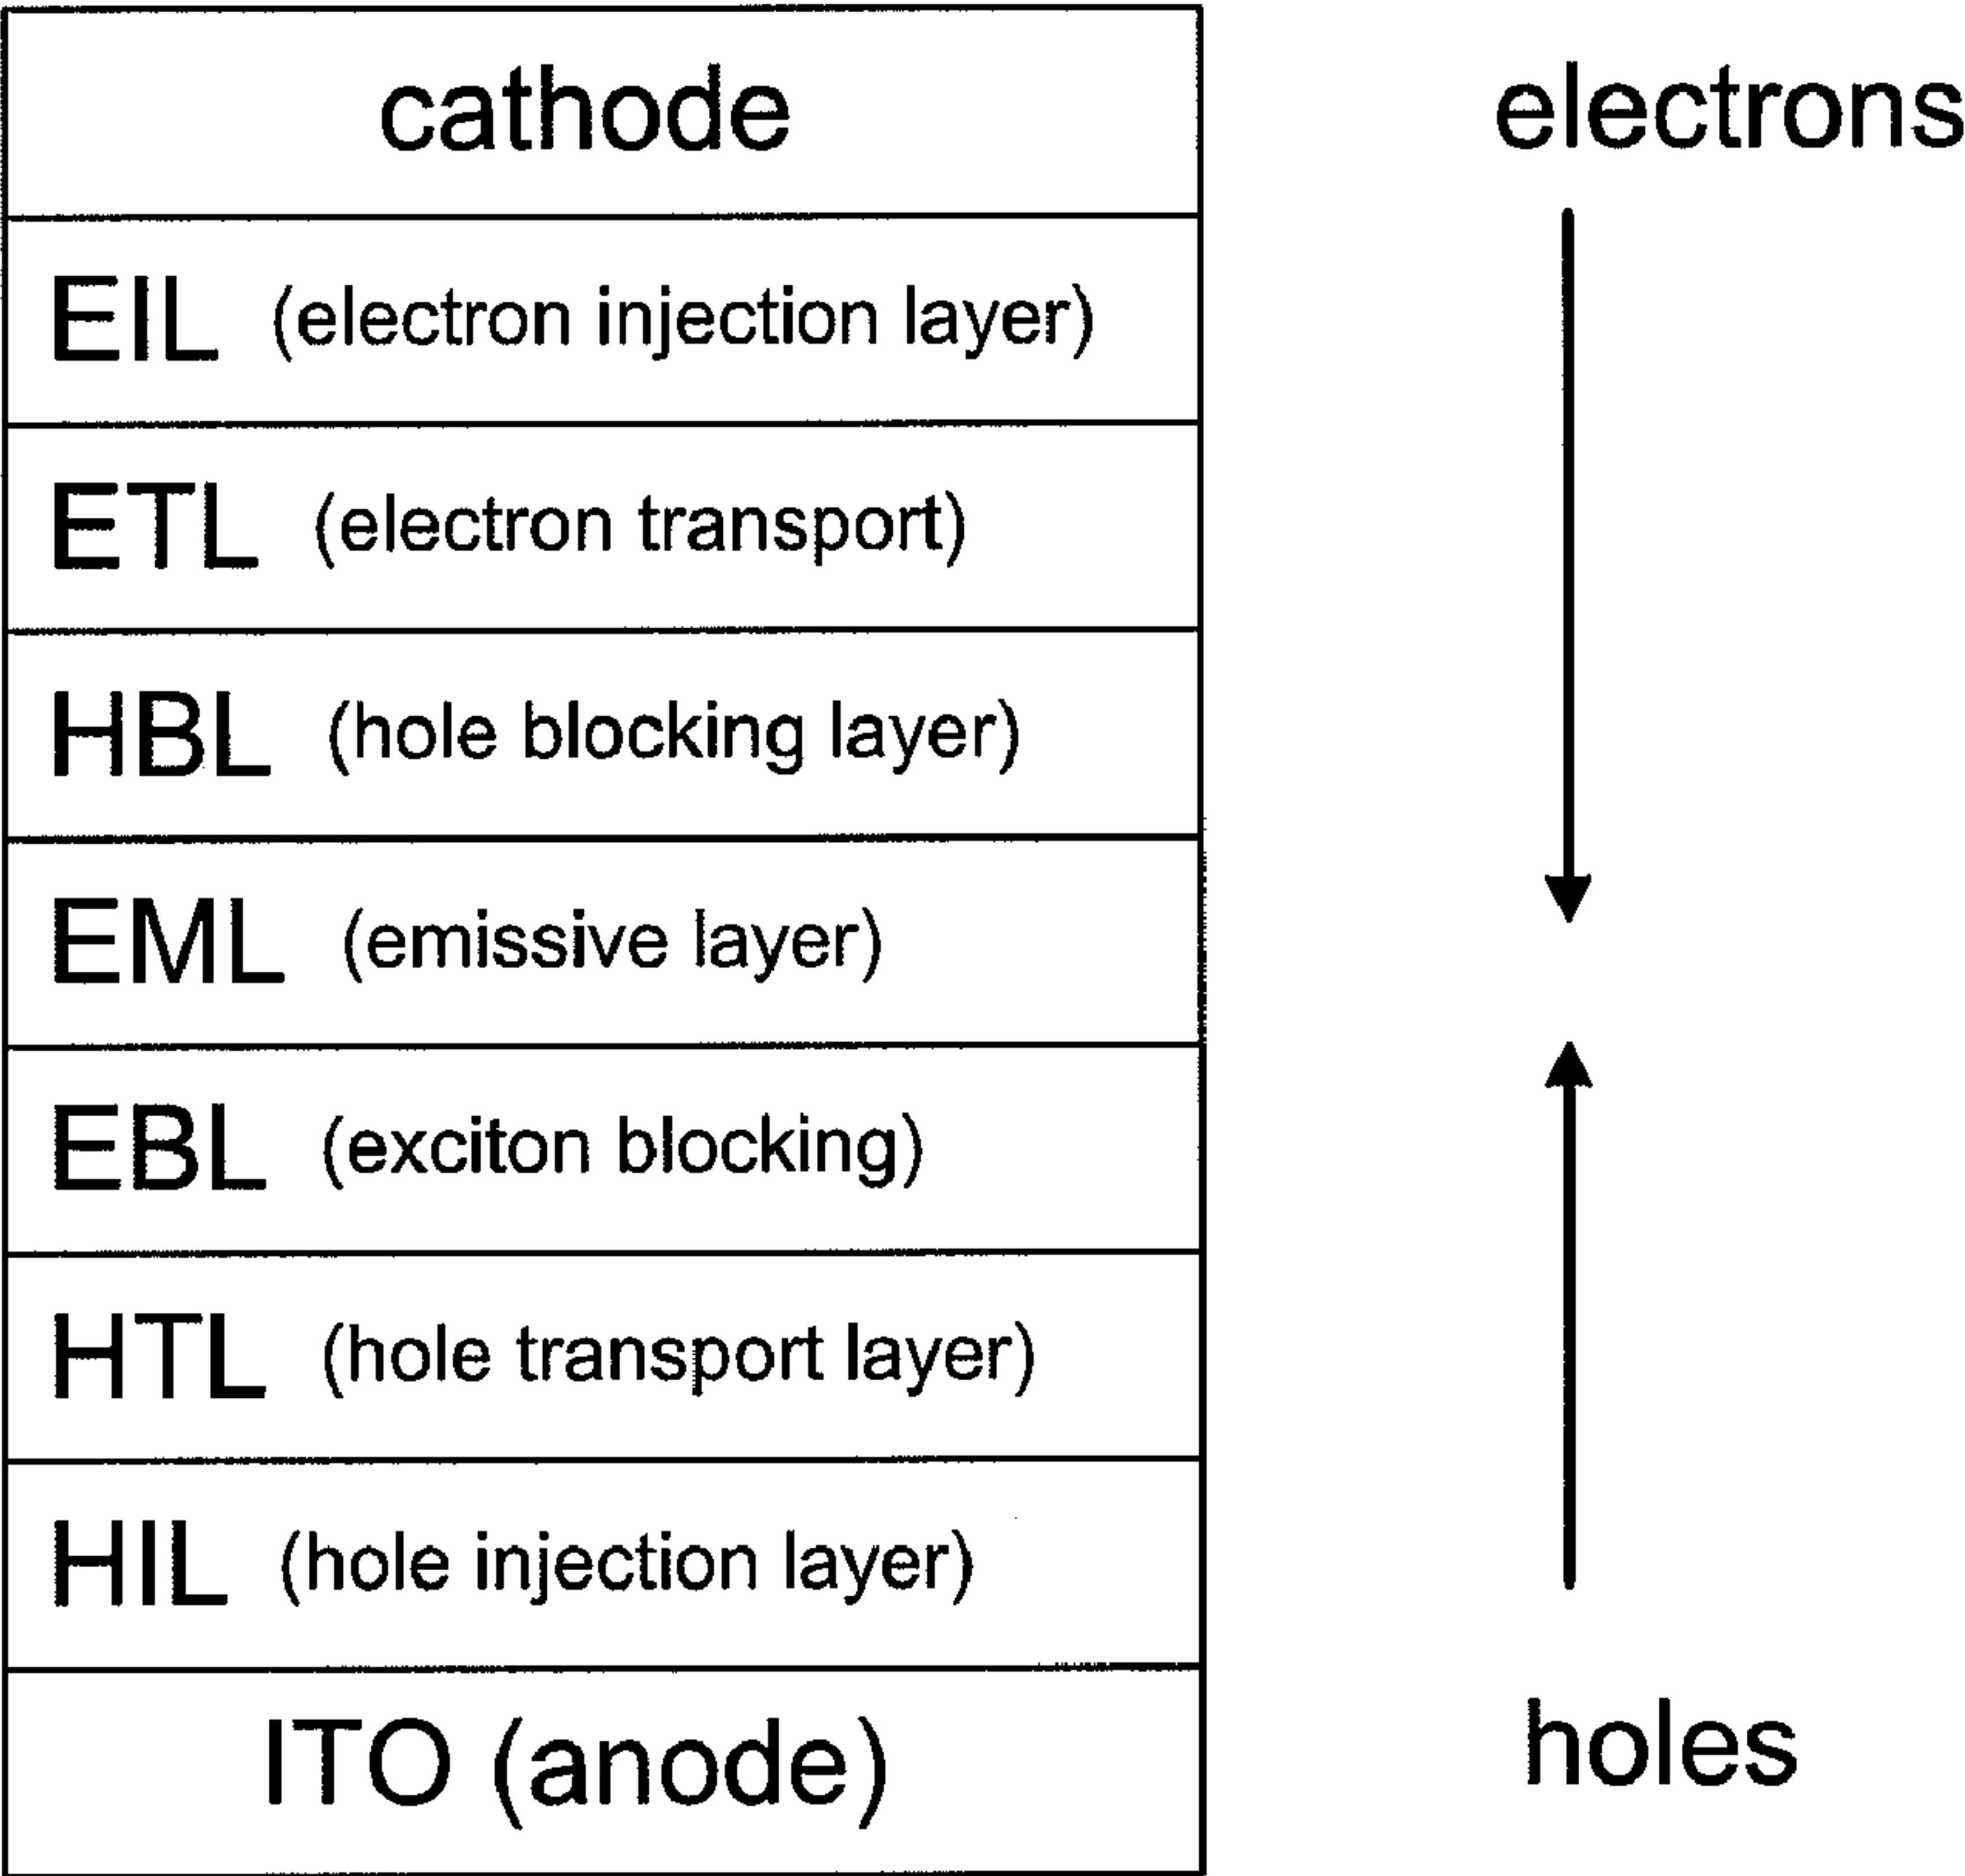 cathode
electrons
EIL (electron injection layer)
ETL (electron transport)
HBL (hole blocking layer)
EML (emissive layer)
EBL (exciton blocking)
HTL (hole transport layer)
HIL (hole injection layer)
ITO (anode)
holes